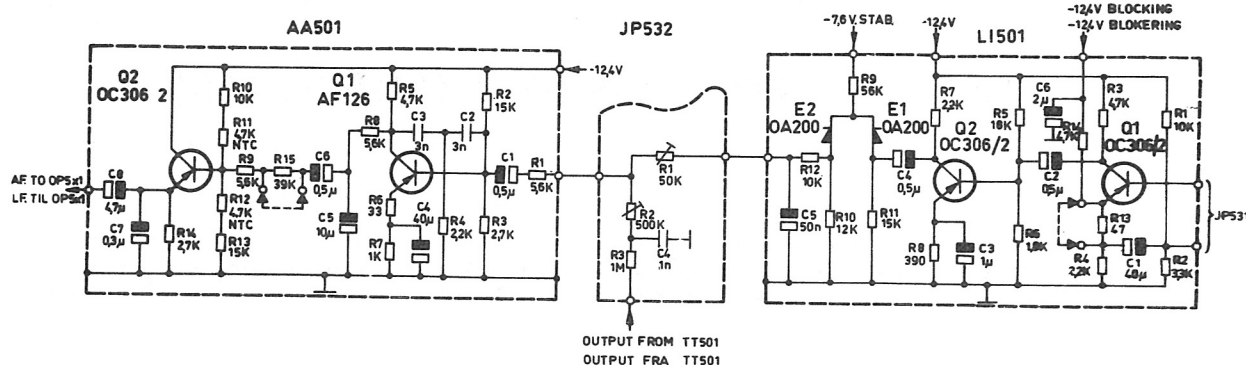 -12,4V BLOCKING
-12,4V BLOKERING
-7,6V STAB.
-12,4V
AA501
JP532
LI501
Q2
OC306 2
R10
10K
R11
4,7K
NTC
R9
5,6K
R15
39K
C6
0,5µ
R12
4,7K
NTC
R13
15K
C8
4,7µ
C7
0,3µ
R14
2,7K
AF. TO OP5x1
LF. TIL OP5x1
Q1
AF126
R8
5,6K
R5
4,7K
C3
3n
C2
3n
R2
15K
-12,4V
C5
10µ
R6
33
C4
40µ
R7
1K
R4
2,2K
R3
2,7K
C1
0,5µ
R1
5,6K
R1
50K
R2
500K
R3
1M
C4
.1n
OUTPUT FROM TT501
OUTPUT FRA TT501
R9
56K
E2
OA200
E1
OA200
R12
10K
C5
50n
R10
12K
R11
15K
C4
0,5µ
R7
2,2K
Q2
OC306/2
R8
390
C3
1µ
R5
18K
R6
1,8K
C6
2µ
R14
4,7K
C2
0,5µ
R3
4,7K
Q1
OC306/2
R1
10K
R13
47
R4
2,2K
C1
40µ
R2
3,3K
JP531